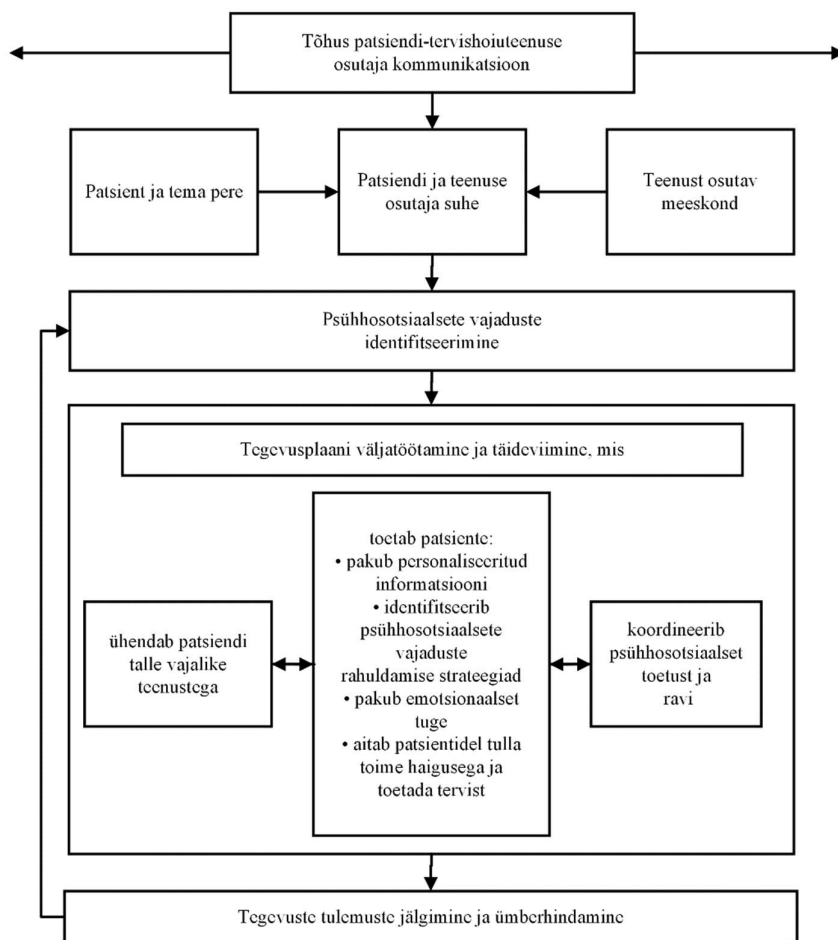 Tõhus patsiendi-tervishoiuteenuse
osutaja kommunikatsioon
Patsient ja tema pere
Patsiendi ja teenuse
osutaja suhe
Teenust osutav
meeskond
Psühhosotsiaalsete vajaduste
identifitseerimine
Tegevusplaani väljatöötamine ja täideviimine, mis
ühendab patsiendi
talle vajalike
teenustega
toetab patsiente:
• pakub personaliseeritud
informatsiooni
• identifitseerib
psühhosotsiaalsete
vajaduste
rahuldamise strateegiad
• pakub emotsionaalset
tuge
• aitab patsientidel tulla
toime haigusega ja
toetada tervist
koordineerib
psühhosotsiaalset
toetust ja
ravi
Tegevuste tulemuste jälgimine ja ümberhindamine